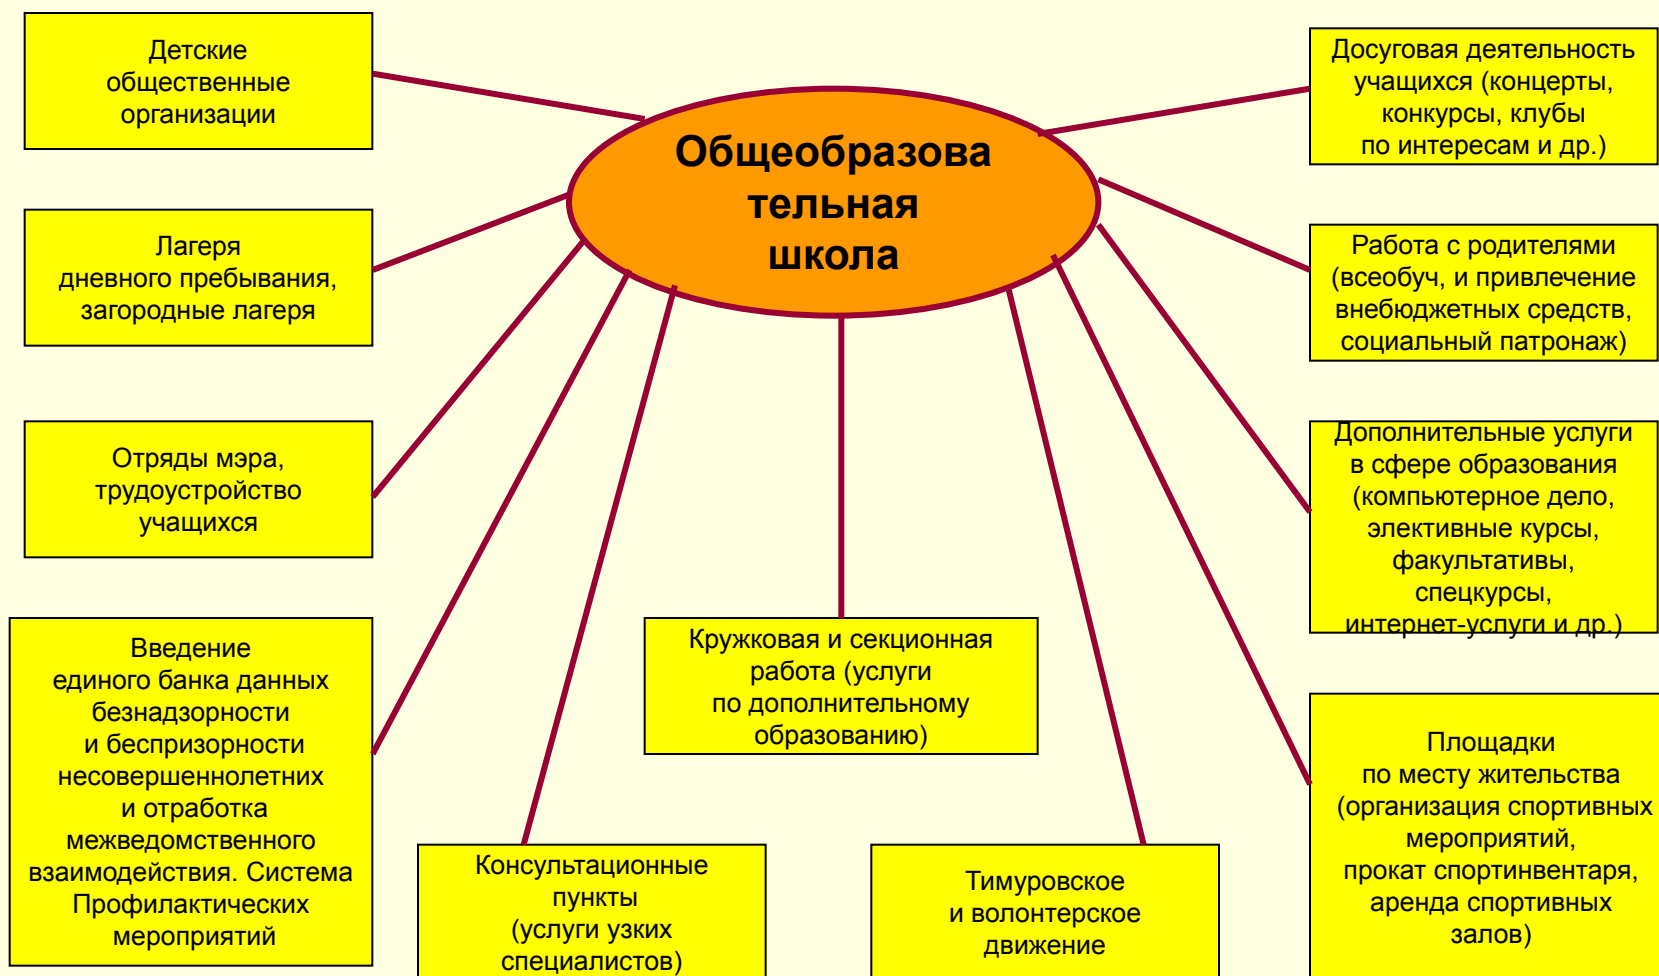 Детские
общественные
организации
Досуговая деятельность
учащихся (концерты,
конкурсы, клубы
по интересам и др.)
Общеобразова
тельная
школа
Лагеря
дневного пребывания,
загородные лагеря
Работа с родителями
(всеобуч, и привлечение
внебюджетных средств,
социальный патронаж)
Отряды мэра,
трудоустройство
учащихся
Дополнительные услуги
в сфере образования
(компьютерное дело,
элективные курсы,
факультативы,
спецкурсы,
интернет-услуги и др.)
Введение
единого банка данных
безнадзорности
и беспризорности
несовершеннолетних
и отработка
межведомственного
взаимодействия. Система
Профилактических
мероприятий
Кружковая и секционная
работа (услуги
по дополнительному
образованию)
Площадки
по месту жительства
(организация спортивных
мероприятий,
прокат спортинвентаря,
аренда спортивных
залов)
Консультационные
пункты
(услуги узких
специалистов)
Тимуровское
и волонтерское
движение